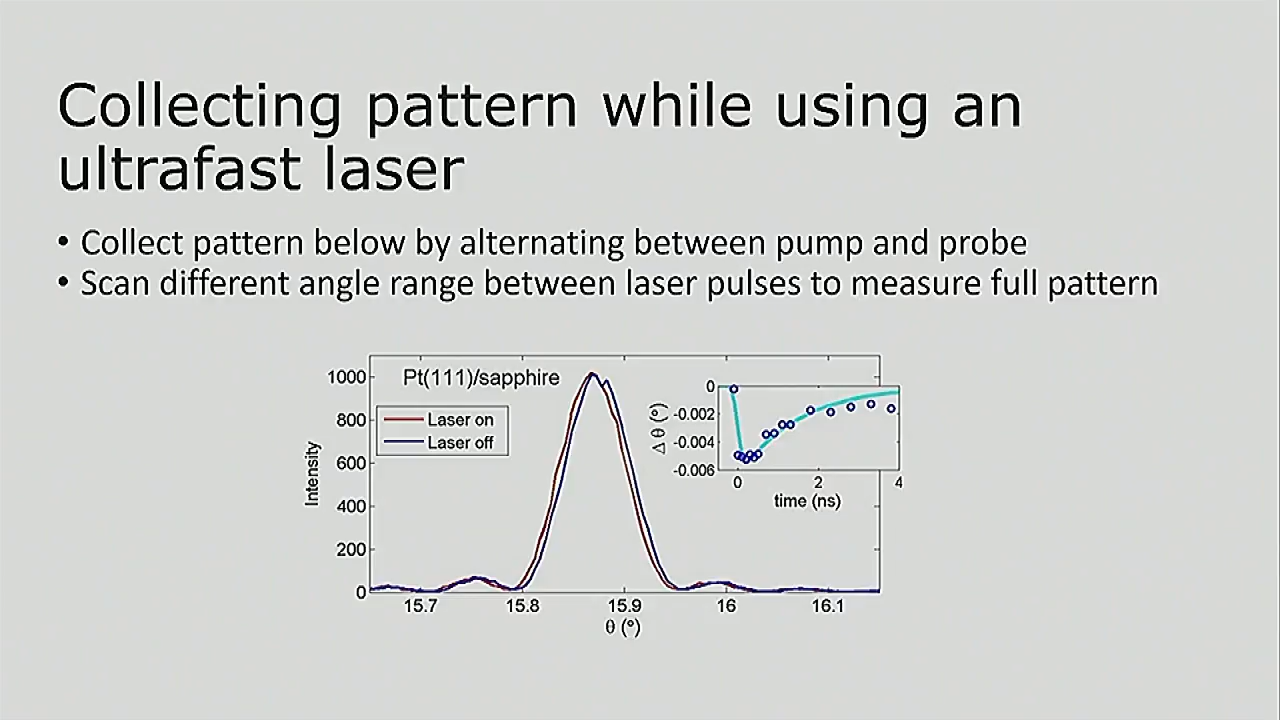 Collecting pattern while using an
ultrafast laser
• Collect pattern below by alternating between pump and probe
• Scan different angle range between laser pulses to measure full pattern
Pt(111)/sapphire
Laser on
Laser off
Intensity
1000
800
600
400
200
0
15.7 15.8 15.9 16 16.1
θ (°)
Δ θ (°)
0
-0.002
-0.004
-0.006
0 2 4
time (ns)